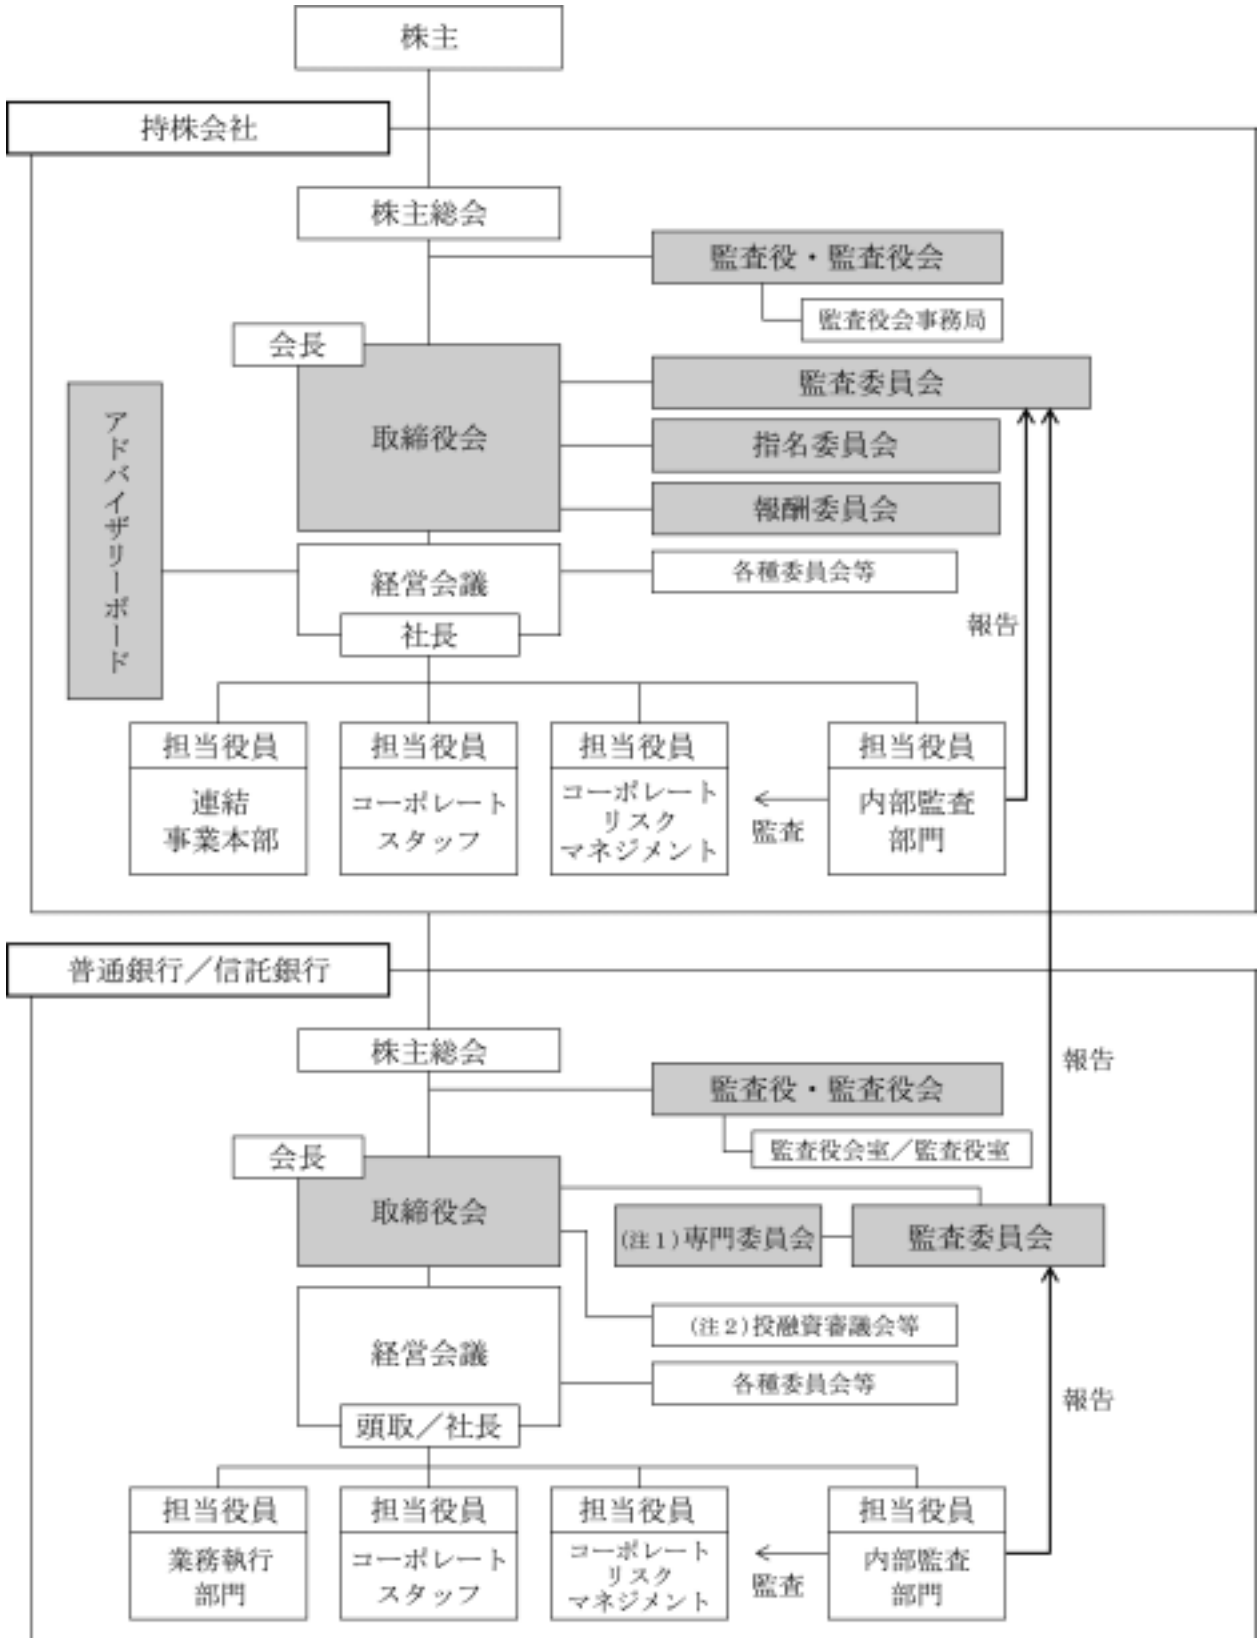 株主
持株会社
株主総会
監査役・監査役会
監査役会事務局
会長
取締役会
監査委員会
指名委員会
報酬委員会
アドバイザリーボード
経営会議
各種委員会等
社長
報告
担当役員
連結
事業本部
担当役員
コーポレート
スタッフ
担当役員
コーポレート
リスク
マネジメント
監査
担当役員
内部監査
部門
普通銀行／信託銀行
株主総会
監査役・監査役会
報告
監査役会室／監査役室
会長
取締役会
(注1)専門委員会
監査委員会
(注2)投融資審議会等
経営会議
各種委員会等
報告
頭取／社長
担当役員
業務執行
部門
担当役員
コーポレート
スタッフ
担当役員
コーポレート
リスク
マネジメント
監査
担当役員
内部監査
部門